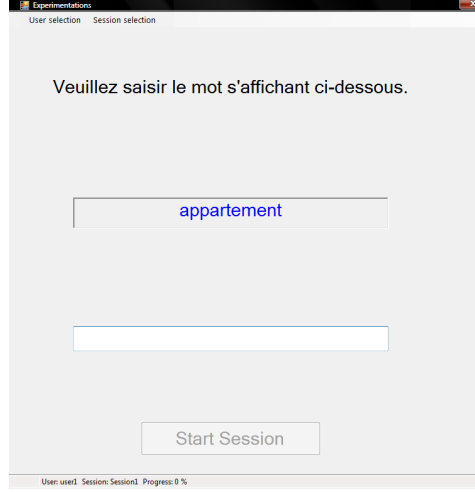 Experimentations
User selection Session selection
Veuillez saisir le mot s'affichant ci-dessous.
appartement
Start Session
User: user1 Session: Session1 Progress: 0 %